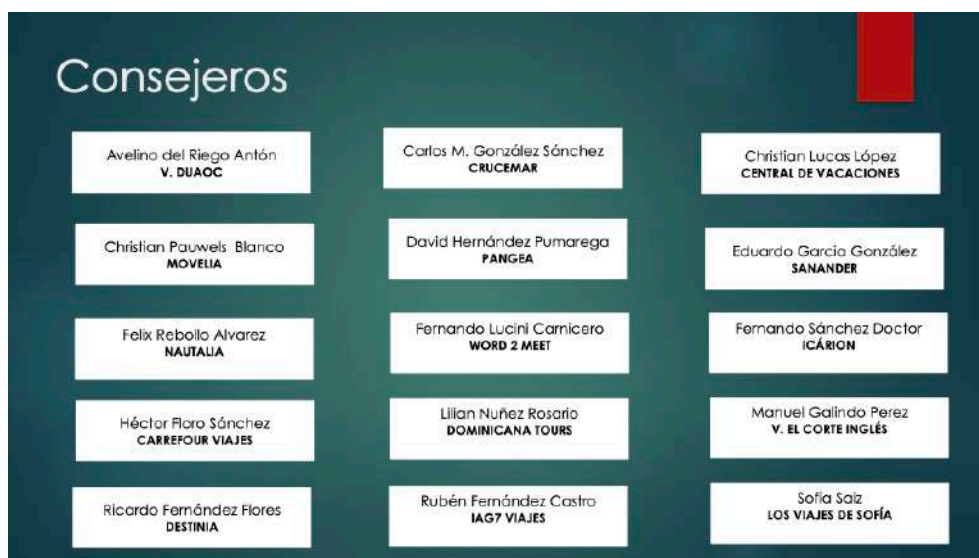 Consejeros
Avelino del Riego Antón
V. DUAOC
Carlos M. González Sánchez
CRUCEMAR
Christian Lucas López
CENTRAL DE VACACIONES
Christian Pauwels Blanco
MOVELIA
David Hernández Pumarega
PANGEA
Eduardo Garcia González
SANANDER
Felix Rebollo Alvarez
NAUTALIA
Fernando Lucini Carnicero
WORD 2 MEET
Fernando Sánchez Doctor
ICÁRION
Héctor Floro Sánchez
CARREFOUR VIAJES
Lilian Nuñez Rosario
DOMINICANA TOURS
Manuel Galindo Perez
V. EL CORTE INGLÉS
Ricardo Fernández Flores
DESTINIA
Rubén Fernández Castro
IAG7 VIAJES
Sofía Saiz
LOS VIAJES DE SOFÍA